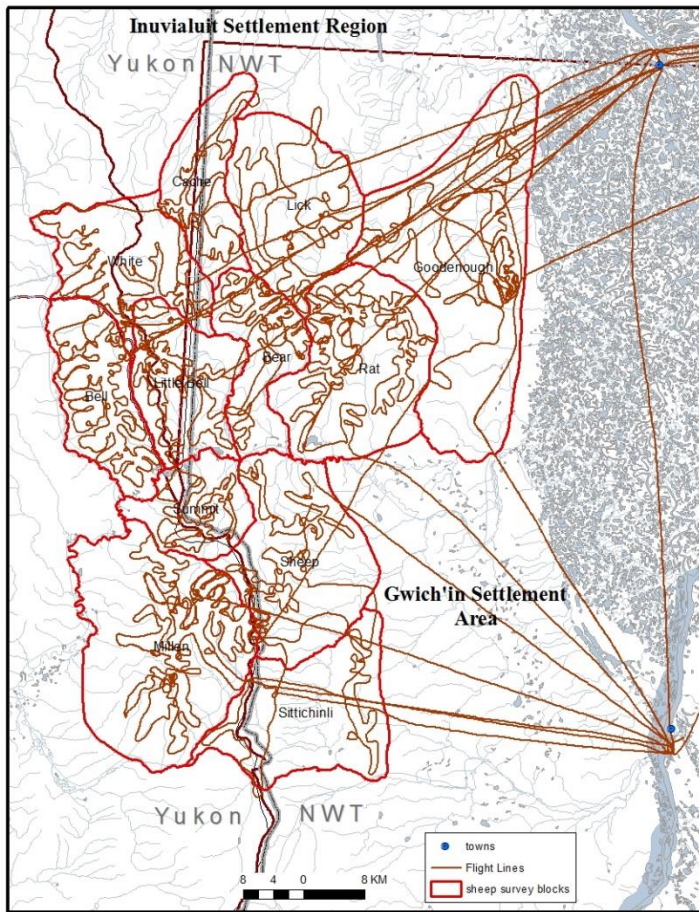 Inuvialuit Settlement Region
Yukon NWT
Cache
Lick
White
Goodenough
Bear
Rat
Little Bell
Bell
Summit
Sheep
Gwich'in Settlement
Area
Millen
Sittichinli
Yukon NWT
towns
Flight Lines
sheep survey blocks
8 4 0 8 KM